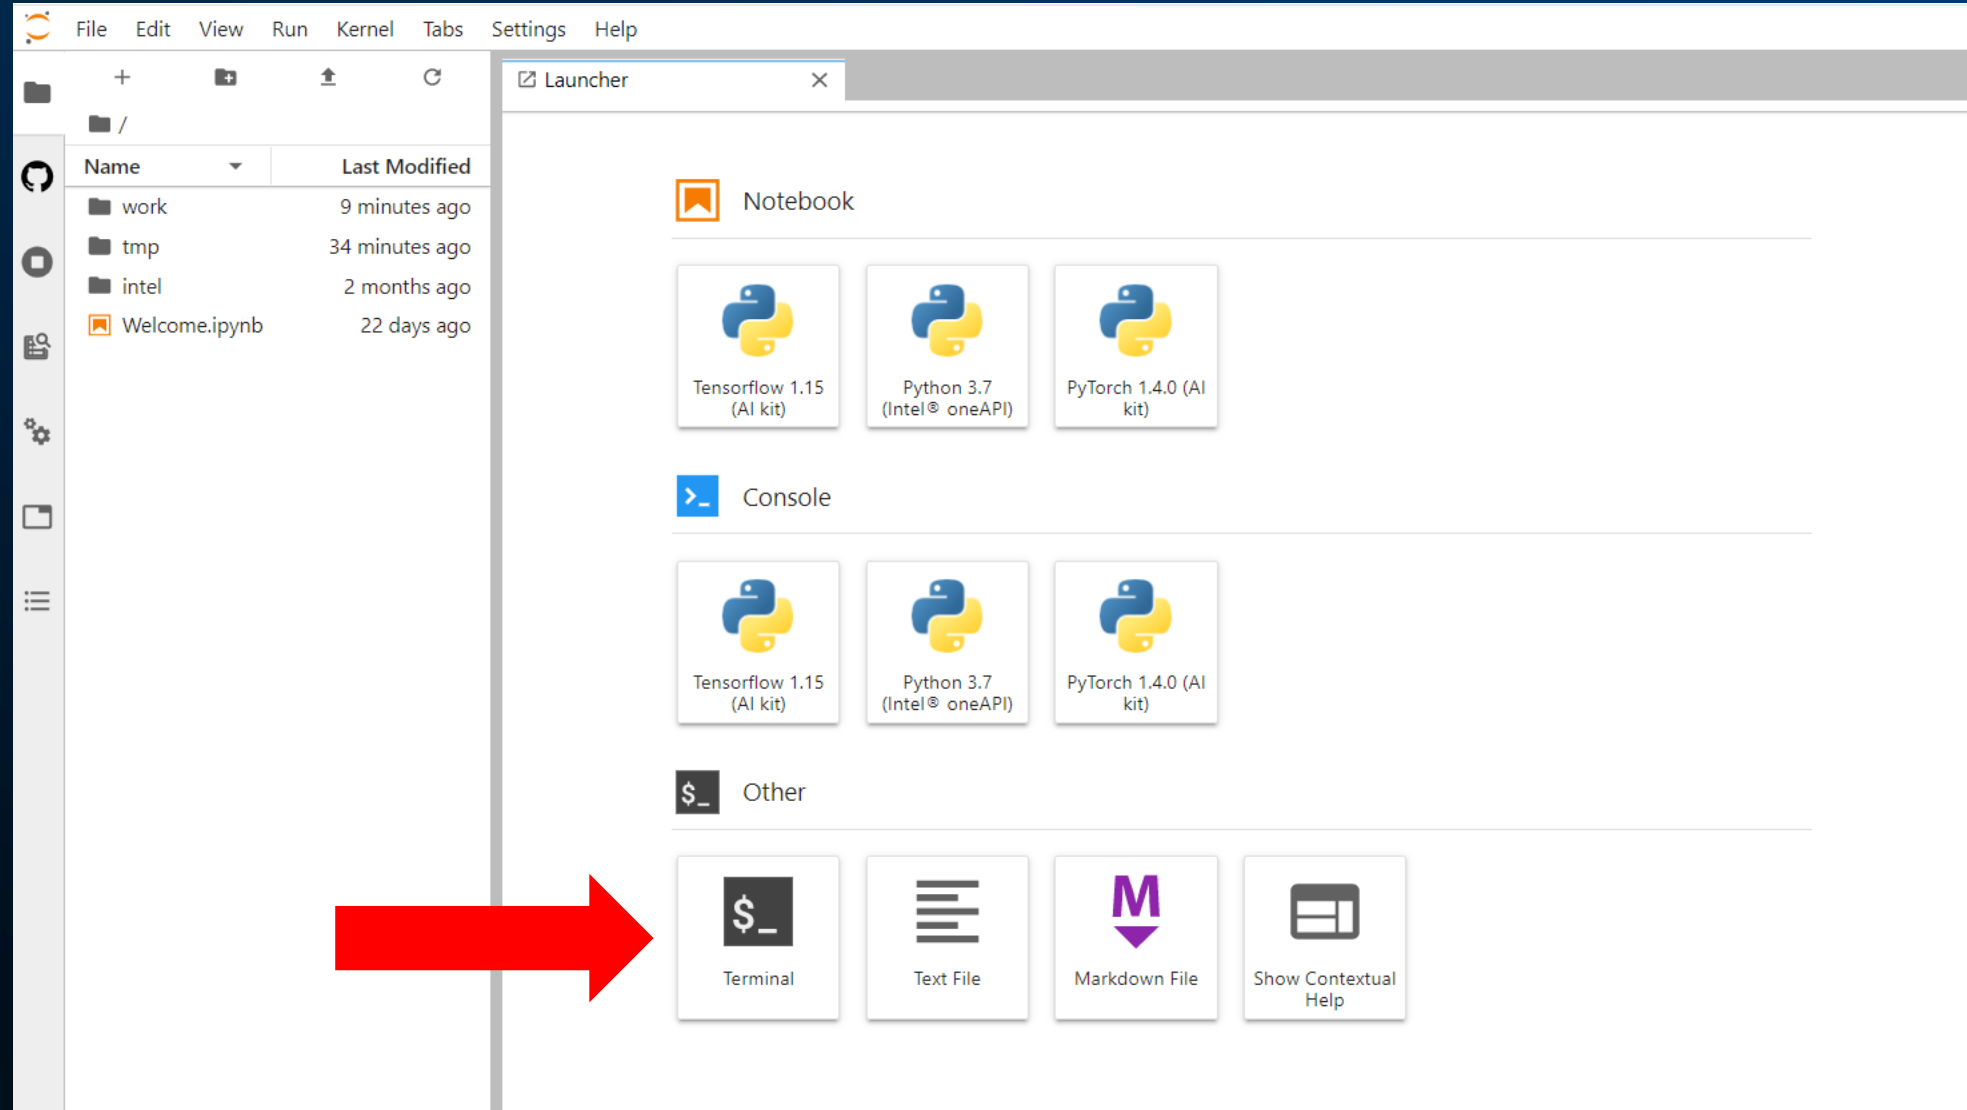 File Edit View Run Kernel Tabs Settings Help
Launcher
/
Name Last Modified
work 9 minutes ago
tmp 34 minutes ago
intel 2 months ago
Welcome.ipynb 22 days ago
Notebook
Tensorflow 1.15
(AI kit)
Python 3.7
(Intel® oneAPI)
PyTorch 1.4.0 (AI
kit)
Console
Tensorflow 1.15
(AI kit)
Python 3.7
(Intel® oneAPI)
PyTorch 1.4.0 (AI
kit)
$_ Other
$_
Terminal
Text File
M
Markdown File
Show Contextual
Help